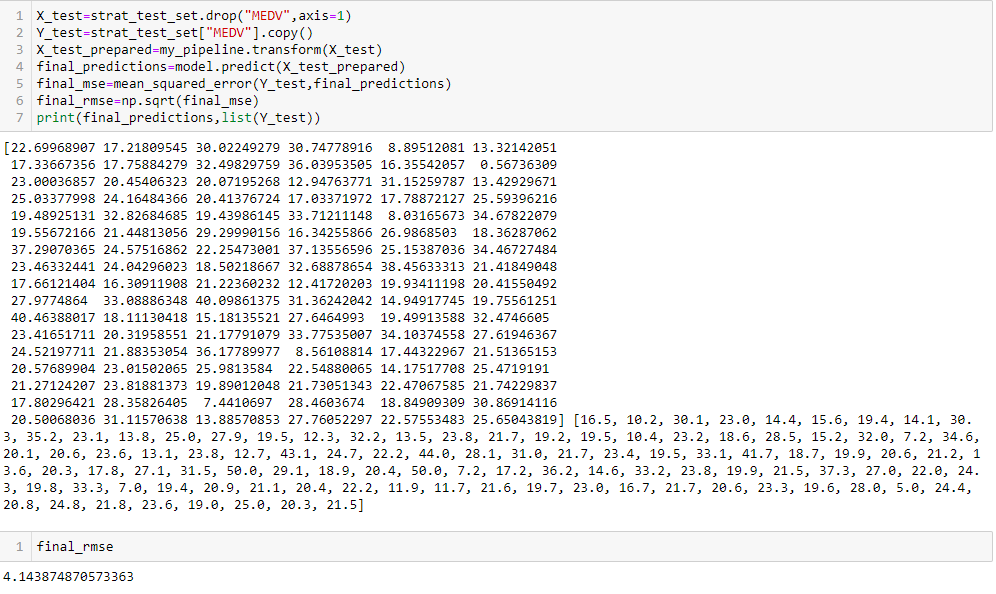 1 X_test=strat_test_set.drop("MEDV",axis=1)
2 Y_test=strat_test_set["MEDV"].copy()
3 X_test_prepared=my_pipeline.transform(X_test)
4 final_predictions=model.predict(X_test_prepared)
5 final_mse=mean_squared_error(Y_test,final_predictions)
6 final_rmse=np.sqrt(final_mse)
7 print(final_predictions,list(Y_test))
[22.69968907 17.21809545 30.02249279 30.74778916 8.89512081 13.32142051
17.33667356 17.75884279 32.49829759 36.03953505 16.35542057 0.56736309
23.00036857 20.45406323 20.07195268 12.94763771 31.15259787 13.42929671
25.03377998 24.16484366 20.41376724 17.03371972 17.78872127 25.59396216
19.48925131 32.82684685 19.43986145 33.71211148 8.03165673 34.67822079
19.55672166 21.44813056 29.29990156 16.34255866 26.9868503 18.36287062
37.29070365 24.57516862 22.25473001 37.13556596 25.15387036 34.46727484
23.46332441 24.04296023 18.50218667 32.68878654 38.45633313 21.41849048
17.66121404 16.30911908 21.22360232 12.41720203 19.93411198 20.41550492
27.9774864 33.08886348 40.09861375 31.36242042 14.94917745 19.75561251
40.46388017 18.11130418 15.18135521 27.6464993 19.49913588 32.4746605
23.41651711 20.31958551 21.17791079 33.77535007 34.10374558 27.61946367
24.52197711 21.88353054 36.17789977 8.56108814 17.44322967 21.51365153
20.57689904 23.01502065 25.9813584 22.54880065 14.17517708 25.4719191
21.27124207 23.81881373 19.89012048 21.73051343 22.47067585 21.74229837
17.80296421 28.35826405 7.4410697 28.4603674 18.84909309 30.86914116
20.50068036 31.11570638 13.88570853 27.76052297 22.57553483 25.65043819] [16.5, 10.2, 30.1, 23.0, 14.4, 15.6, 19.4, 14.1, 30.
3, 35.2, 23.1, 13.8, 25.0, 27.9, 19.5, 12.3, 32.2, 13.5, 23.8, 21.7, 19.2, 19.5, 10.4, 23.2, 18.6, 28.5, 15.2, 32.0, 7.2, 34.6,
20.1, 20.6, 23.6, 13.1, 23.8, 12.7, 43.1, 24.7, 22.2, 44.0, 28.1, 31.0, 21.7, 23.4, 19.5, 33.1, 41.7, 18.7, 19.9, 20.6, 21.2, 1
3.6, 20.3, 17.8, 27.1, 31.5, 50.0, 29.1, 18.9, 20.4, 50.0, 7.2, 17.2, 36.2, 14.6, 33.2, 23.8, 19.9, 21.5, 37.3, 27.0, 22.0, 24.
3, 19.8, 33.3, 7.0, 19.4, 20.9, 21.1, 20.4, 22.2, 11.9, 11.7, 21.6, 19.7, 23.0, 16.7, 21.7, 20.6, 23.3, 19.6, 28.0, 5.0, 24.4,
20.8, 24.8, 21.8, 23.6, 19.0, 25.0, 20.3, 21.5]
1 final_rmse
4.143874870573363